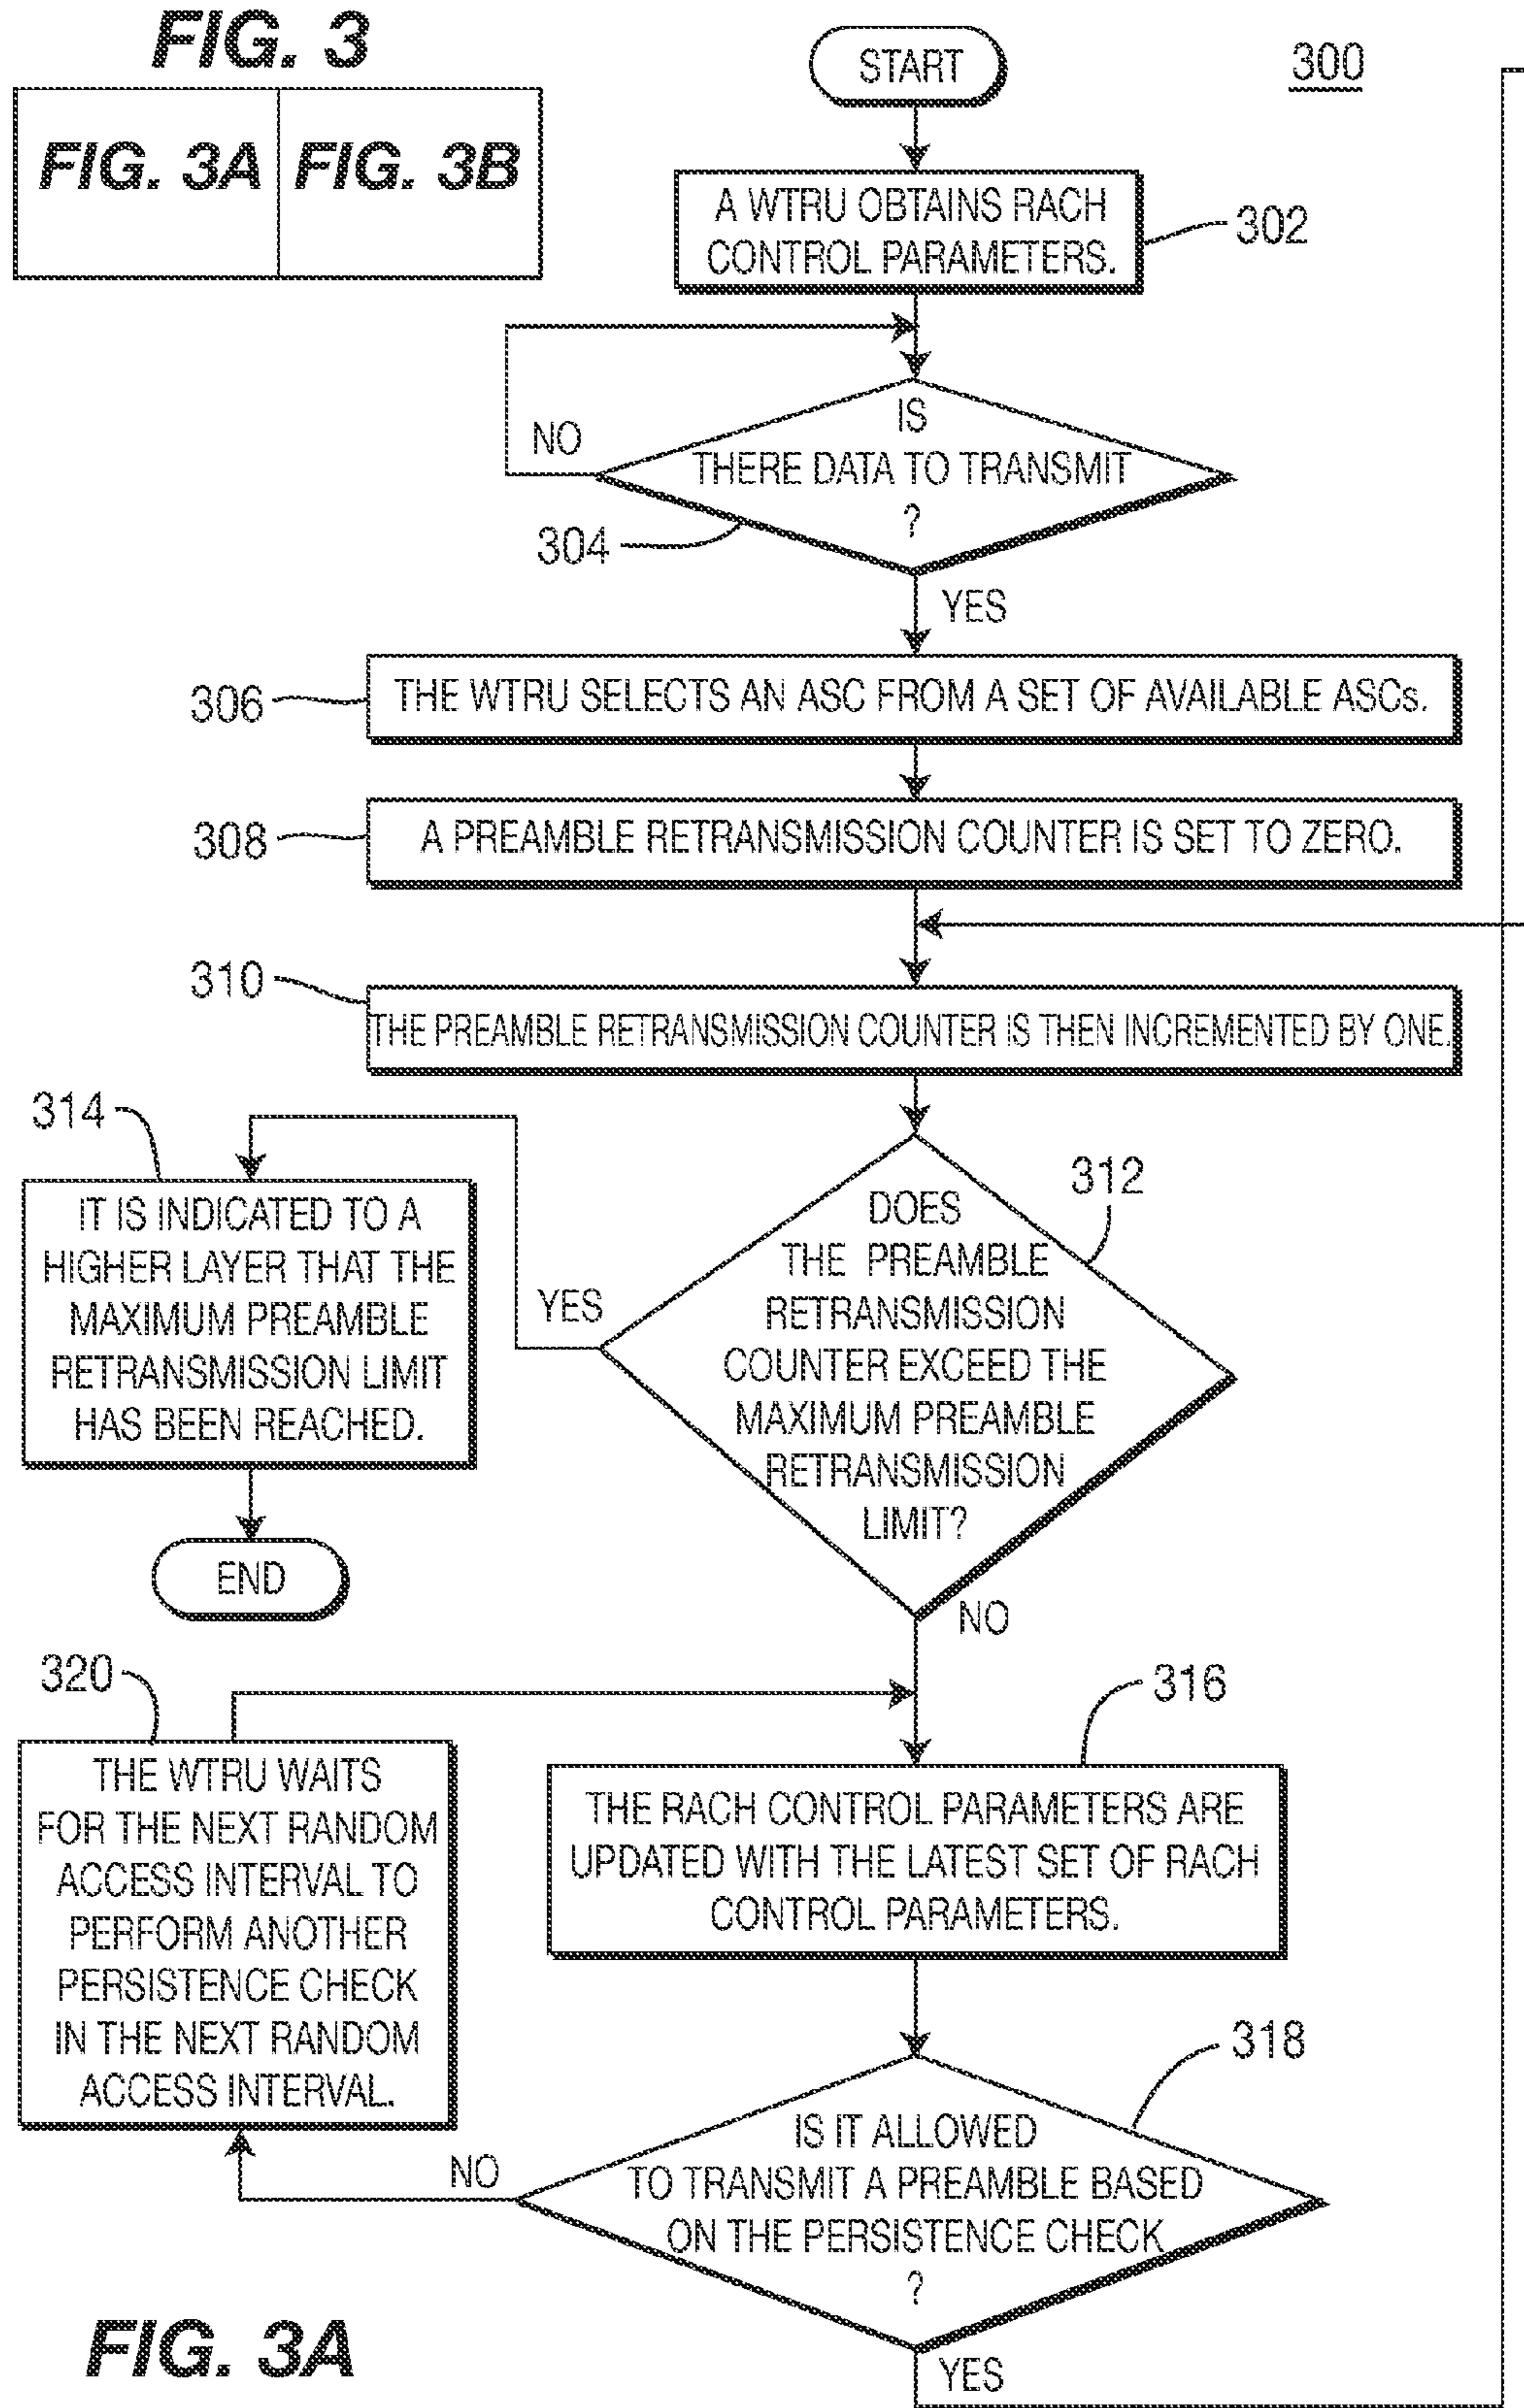 FIG. 3
FIG. 3A
FIG. 3B
START
300
A WTRU OBTAINS RACH
CONTROL PARAMETERS.
302
IS
THERE DATA TO TRANSMIT
?
NO
304
YES
306
THE WTRU SELECTS AN ASC FROM A SET OF AVAILABLE ASCs.
308
A PREAMBLE RETRANSMISSION COUNTER IS SET TO ZERO.
310
THE PREAMBLE RETRANSMISSION COUNTER IS THEN INCREMENTED BY ONE.
314
IT IS INDICATED TO A
HIGHER LAYER THAT THE
MAXIMUM PREAMBLE
RETRANSMISSION LIMIT
HAS BEEN REACHED.
END
YES
312
DOES
THE PREAMBLE
RETRANSMISSION
COUNTER EXCEED THE
MAXIMUM PREAMBLE
RETRANSMISSION
LIMIT?
NO
320
THE WTRU WAITS
FOR THE NEXT RANDOM
ACCESS INTERVAL TO
PERFORM ANOTHER
PERSISTENCE CHECK
IN THE NEXT RANDOM
ACCESS INTERVAL.
316
THE RACH CONTROL PARAMETERS ARE
UPDATED WITH THE LATEST SET OF RACH
CONTROL PARAMETERS.
318
IS IT ALLOWED
TO TRANSMIT A PREAMBLE BASED
ON THE PERSISTENCE CHECK
?
NO
YES
FIG. 3A